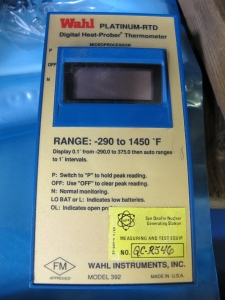 Wahl PLATINUM-RTD
Digital Heat-Prober® Thermometer
MICROPROCESSOR
P
OFF
N
RANGE: -290 to 1450 °F
Display 0.1° from -290.0 to 375.0 then auto ranges
to 1° intervals.
P: Switch to "P" to hold peak reading.
OFF: Use "OFF" to clear peak reading.
N: Normal monitoring.
LO BAT or L: Indicates low batteries.
OL: Indicates open pro
San Onofre Nuclear
Generating Station
MEASURING AND TEST EQUIP
NO. QC-R546
FM
APPROVED
WAHL INSTRUMENTS, INC.
MODEL 392
MADE IN U.S.A.